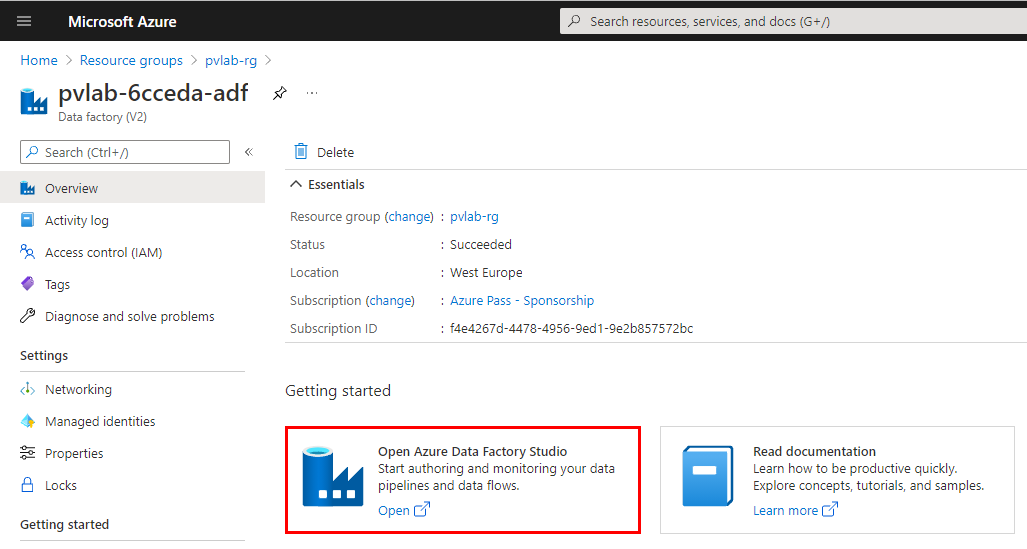 Microsoft Azure
Search resources, services, and docs (G+/)
Home > Resource groups > pvlab-rg >
pvlab-6cceda-adf
...
Data factory (V2)
Search (Ctrl+/)
«
Overview
Activity log
Access control (IAM)
Tags
Diagnose and solve problems
Settings
Networking
Managed identities
Properties
Locks
Getting started
Delete
Essentials
Resource group (change) : pvlab-rg
Status : Succeeded
Location : West Europe
Subscription (change) : Azure Pass - Sponsorship
Subscription ID : f4e4267d-4478-4956-9ed1-9e2b857572bc
Getting started
Open Azure Data Factory Studio
Start authoring and monitoring your data
pipelines and data flows.
Open
Read documentation
Learn how to be productive quickly.
Explore concepts, tutorials, and samples.
Learn more